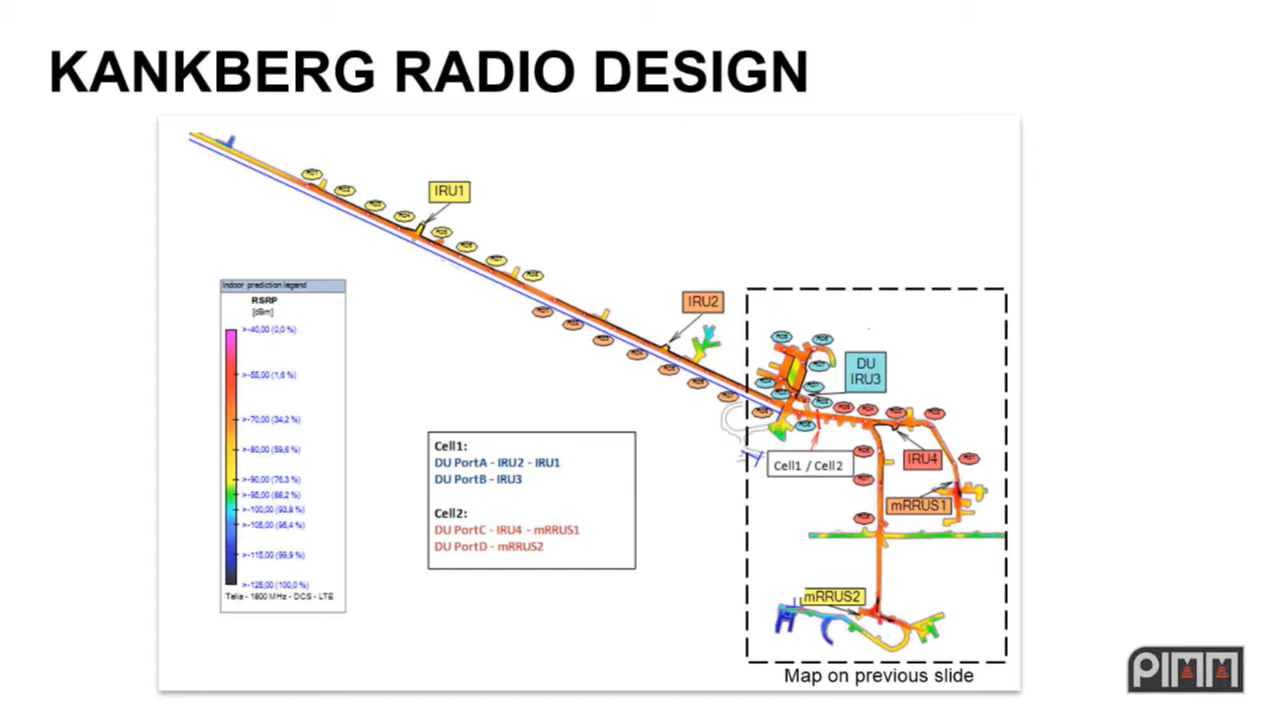 KANKBERG RADIO DESIGN
IRU1
IRU2
Indoor prediction legend
RSRP
[dBm]
>-40,00 (0,0 %)
>-55,00 (1,6 %)
>-70,00 (34,2 %)
>-80,00 (59,6 %)
>-90,00 (76,3 %)
>-95,00 (88,2 %)
>-100,00 (93,8 %)
>-105,00 (95,4 %)
>-115,00 (99,9 %)
>-125,00 (100,0 %)
Telia - 1800 MHz - DCS - LTE
DU
IRU3
Cell1:
DU PortA - IRU2 - IRU1
DU PortB - IRU3
Cell2:
DU PortC - IRU4 - mRRUS1
DU PortD - mRRUS2
Cell1 / Cell2
IRU4
mRRUS1
mRRUS2
Map on previous slide
PIMM